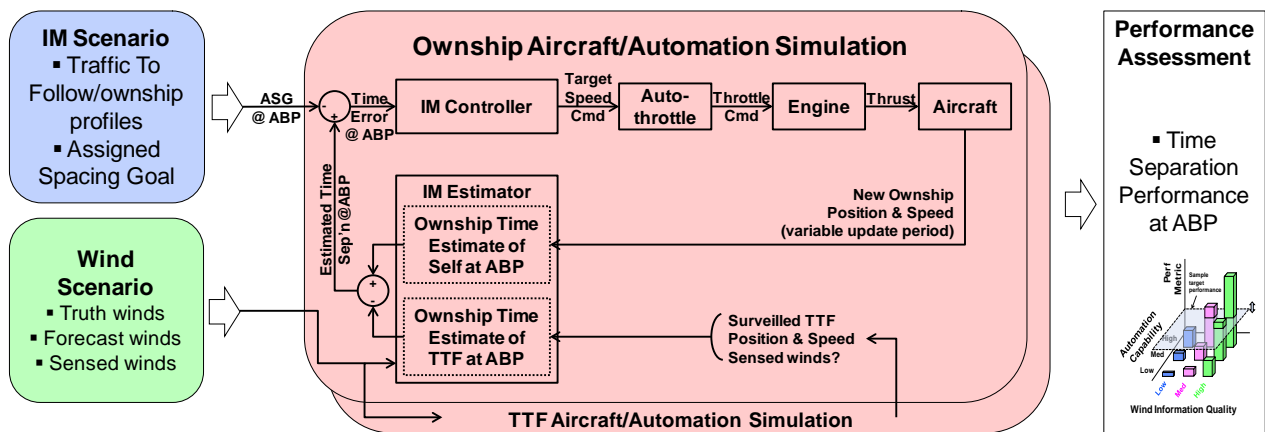 IM Scenario
▪ Traffic To
Follow/ownship
profiles
▪ Assigned
Spacing Goal
Wind
Scenario
▪ Truth winds
▪ Forecast winds
▪ Sensed winds
Ownship Aircraft/Automation Simulation
ASG
@ ABP
-
+
Time
Error
@ ABP
IM Controller
Target
Speed
Cmd
Auto-
throttle
Throttle
Cmd
Engine
Thrust
Aircraft
Estimated Time
Sep'n @ABP
IM Estimator
Ownship Time
Estimate of
Self at ABP
+
-
Ownship Time
Estimate of
TTF at ABP
New Ownship
Position & Speed
(variable update period)
Surveilled TTF
Position & Speed
Sensed winds?
TTF Aircraft/Automation Simulation
Performance
Assessment
▪ Time
Separation
Performance
at ABP
Perf
Metric
Sample
target
performance
Automation
Capability
High
Med
Low
Low
Med
High
Wind Information Quality